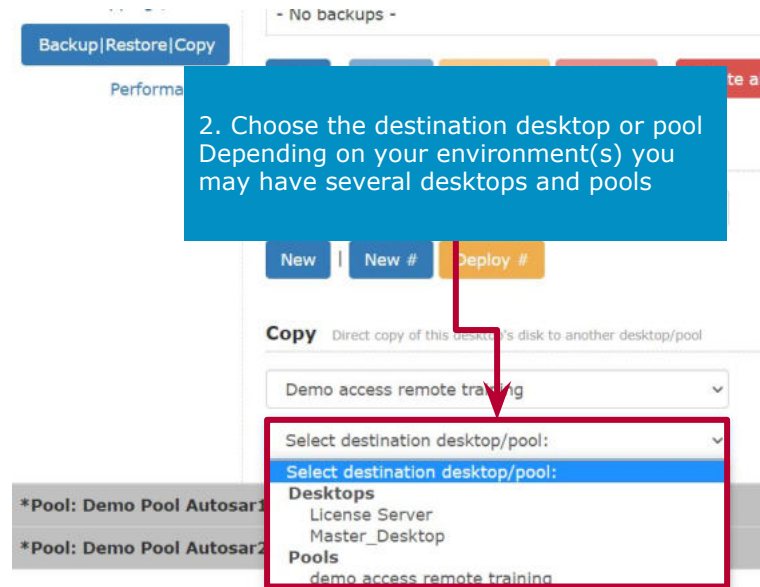 - No backups -
Backup|Restore|Copy
2. Choose the destination desktop or pool
Depending on your environment(s) you
may have several desktops and pools
New | New # Deploy #
Copy Direct copy of this desktop's disk to another desktop/pool
Demo access remote training
Select destination desktop/pool:
Select destination desktop/pool:
Desktops
License Server
Master_Desktop
Pools
demo access remote training
*Pool: Demo Pool Autosar1
*Pool: Demo Pool Autosar2